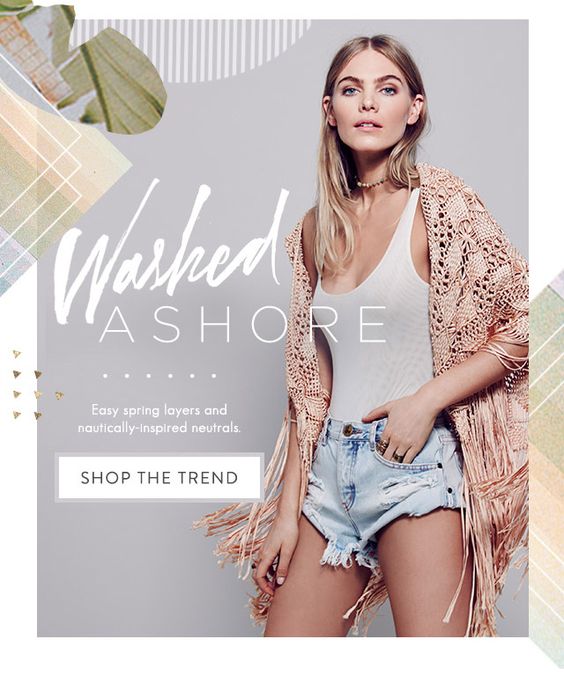 Washed
ASHORE
Easy spring layers and
nautically-inspired neutrals.
SHOP THE TREND